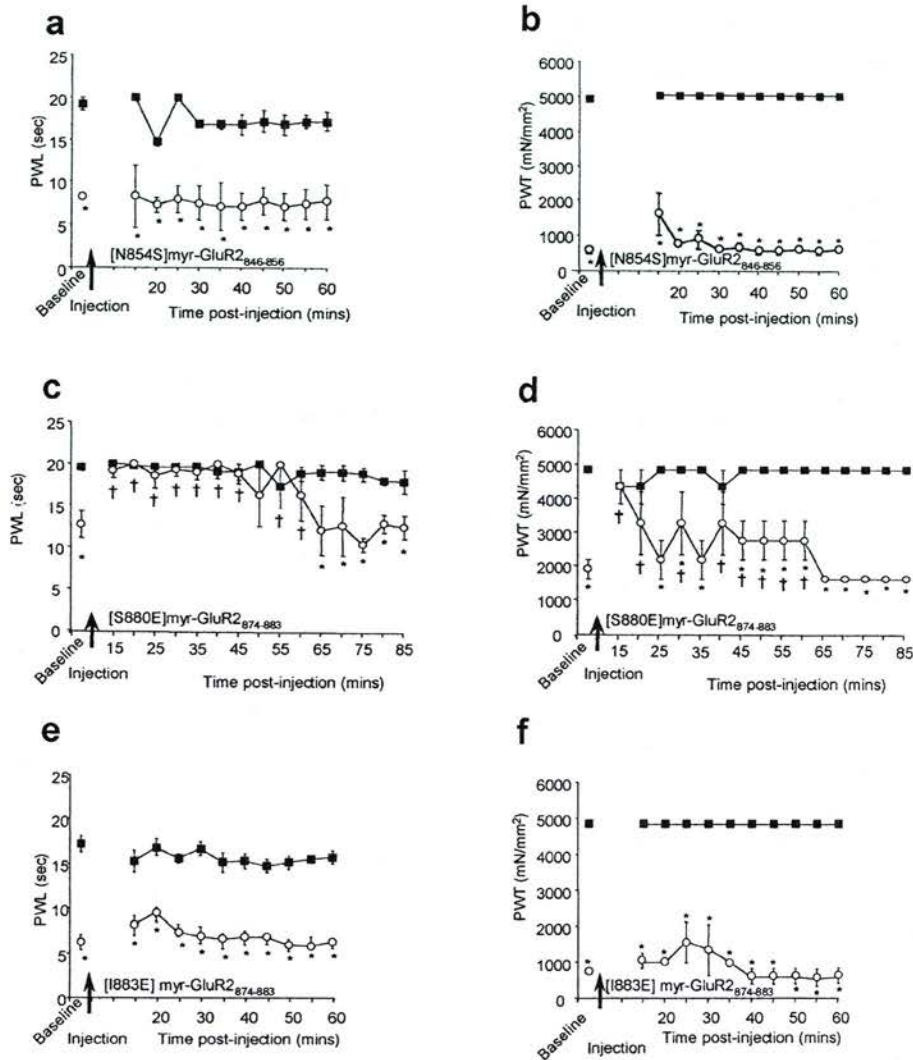 a
25
20
15
10
5
0
PWL (sec)
*
* * * * * * * * * *
[N854S]myr-GluR2846-856
Baseline
Injection
20 30 40 50 60
Time post-injection (mins)
b
6000
5000
4000
3000
2000
1000
0
PWT (mN/mm²)
*
* * * * * * * * * *
[N854S]myr-GluR2846-856
Baseline
Injection
20 30 40 50 60
Time post-injection (mins)
c
25
20
15
10
5
0
PWL (sec)
† † † † † † † † †
*
* * * * *
[S880E]myr-GluR2874-883
Baseline
Injection
15 25 35 45 55 65 75 85
Time post-injection (mins)
d
6000
5000
4000
3000
2000
1000
0
PWT (mN/mm²)
*
† † * * † * * † * † * † * † * † * * * * *
[S880E]myr-GluR2874-883
Baseline
Injection
15 25 35 45 55 65 75 85
Time post-injection (mins)
e
25
20
15
10
5
0
PWL (sec)
*
* * * * * * * * * *
[I883E] myr-GluR2874-883
Baseline
Injection
20 30 40 50 60
Time post-injection (mins)
f
6000
5000
4000
3000
2000
1000
0
PWT (mN/mm²)
*
* * * * * * * * * *
[I883E] myr-GluR2874-883
Baseline
Injection
20 30 40 50 60
Time post-injection (mins)